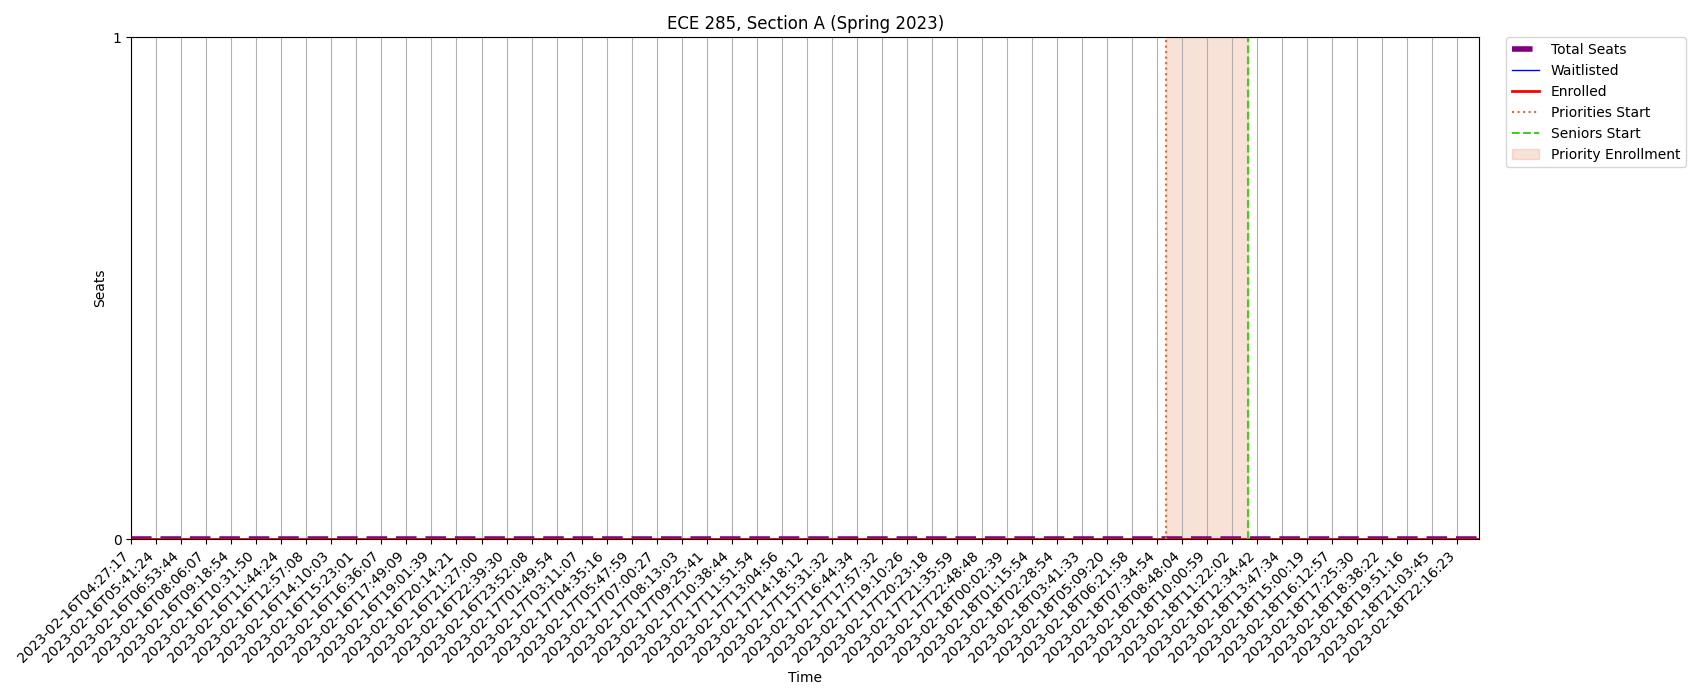 ECE 285, Section A (Spring 2023)
1
0
Seats
Total Seats
Waitlisted
Enrolled
Priorities Start
Seniors Start
Priority Enrollment
2023-02-16T04:27:17
2023-02-16T05:41:24
2023-02-16T06:53:44
2023-02-16T08:06:07
2023-02-16T09:18:54
2023-02-16T10:31:50
2023-02-16T11:44:24
2023-02-16T12:57:08
2023-02-16T14:10:03
2023-02-16T15:23:01
2023-02-16T16:36:07
2023-02-16T17:49:09
2023-02-16T19:01:39
2023-02-16T20:14:21
2023-02-16T21:27:00
2023-02-16T22:39:30
2023-02-16T23:52:08
2023-02-17T01:49:54
2023-02-17T03:11:07
2023-02-17T04:35:16
2023-02-17T05:47:59
2023-02-17T07:00:27
2023-02-17T08:13:03
2023-02-17T09:25:41
2023-02-17T10:38:44
2023-02-17T11:51:54
2023-02-17T13:04:56
2023-02-17T14:18:12
2023-02-17T15:31:32
2023-02-17T16:44:34
2023-02-17T17:57:32
2023-02-17T19:10:26
2023-02-17T20:23:18
2023-02-17T21:35:59
2023-02-17T22:48:48
2023-02-18T00:02:39
2023-02-18T01:15:54
2023-02-18T02:28:54
2023-02-18T03:41:33
2023-02-18T05:09:20
2023-02-18T06:21:58
2023-02-18T07:34:54
2023-02-18T08:48:04
2023-02-18T10:00:59
2023-02-18T11:22:02
2023-02-18T12:34:42
2023-02-18T13:47:34
2023-02-18T15:00:19
2023-02-18T16:12:57
2023-02-18T17:25:30
2023-02-18T18:38:22
2023-02-18T19:51:16
2023-02-18T21:03:45
2023-02-18T22:16:23
Time